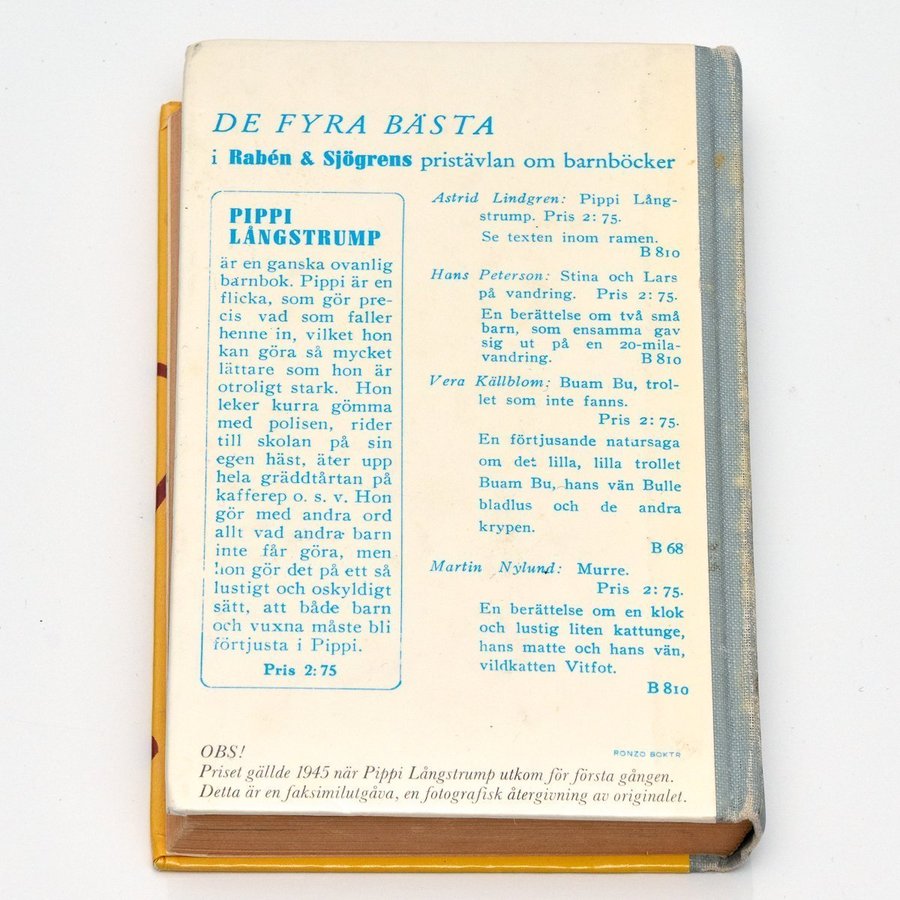 DE FYRA BÄSTA
i Rabén & Sjögrens pristävlan om barnböcker
PIPPI
LÅNGSTRUMP
är en ganska ovanlig
barnbok. Pippi är en
flicka, som gör pre-
cis vad som faller
henne in, vilket hon
kan göra så mycket
lättare som hon är
otroligt stark. Hon
leker kurra gömma
med polisen, rider
till skolan på sin
egen häst, äter upp
hela gräddtårtan på
kafferep o. s. v. Hon
gör med andra ord
allt vad andra barn
inte får göra, men
hon gör det på ett så
lustigt och oskyldigt
sätt, att både barn
och vuxna måste bli
förtjusta i Pippi.
Pris 2:75
Astrid Lindgren: Pippi Lång-
strump. Pris 2:75.
Se texten inom ramen.
B 810
Hans Peterson: Stina och Lars
på vandring. Pris 2:75.
En berättelse om två små
barn, som ensamma gav
sig ut på en 20-mila-
vandring. B 810
Vera Källblom: Buam Bu, trol-
let som inte fanns.
Pris 2:75.
En förtjusande natursaga
om det lilla, lilla trollet
Buam Bu, hans vän Bulle
bladlus och de andra
krypen.
B 68
Martin Nylund: Murre.
Pris 2:75.
En berättelse om en klok
och lustig liten kattunge,
hans matte och hans vän,
vildkatten Vitfot.
B 810
RONZO BOKTR
OBS!
Priset gällde 1945 när Pippi Långstrump utkom för första gången.
Detta är en faksimilutgåva, en fotografisk återgivning av originalet.